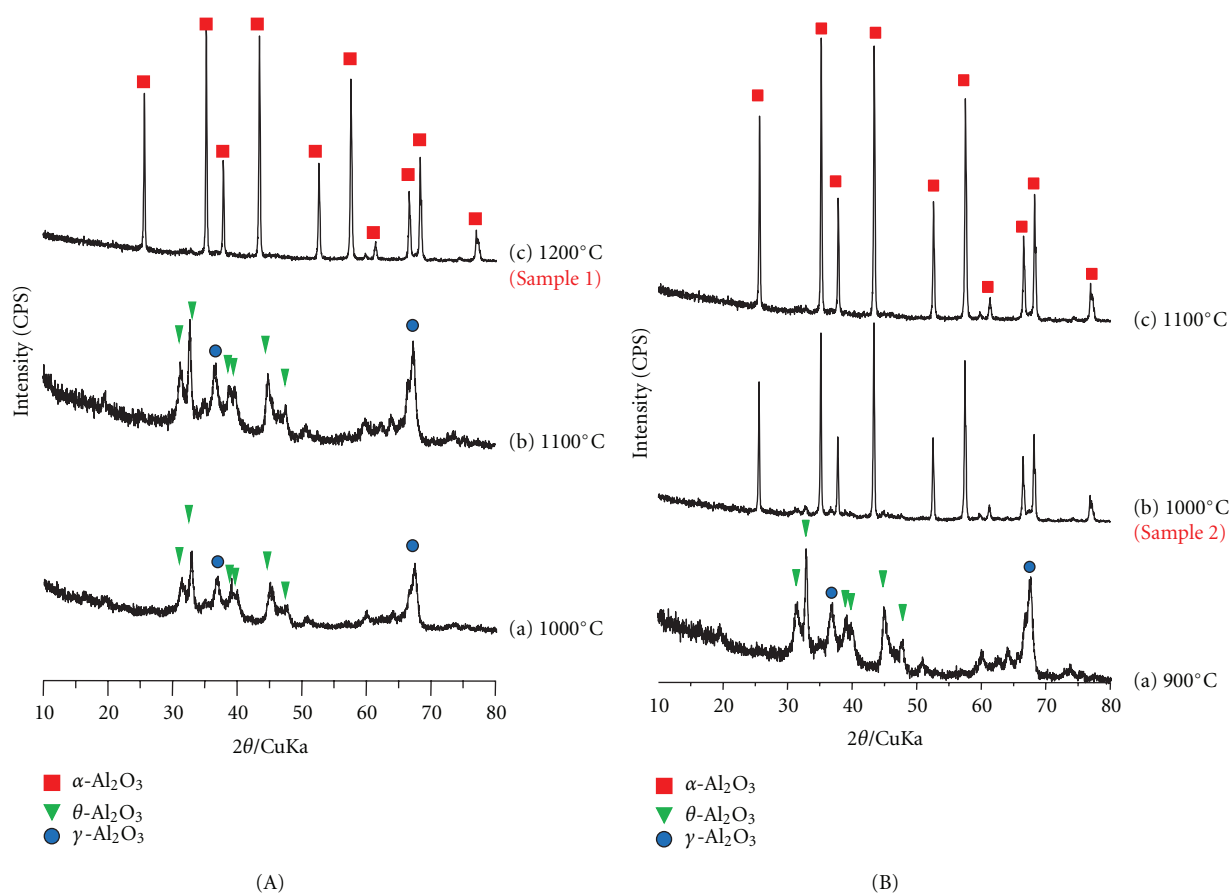 Intensity (CPS)
(c) 1200°C
(Sample 1)
(b) 1100°C
(a) 1000°C
10 20 30 40 50 60 70 80
2θ/CuKa
α-Al₂O₃
θ-Al₂O₃
γ-Al₂O₃
(A)
Intensity (CPS)
(c) 1100°C
(b) 1000°C
(Sample 2)
(a) 900°C
10 20 30 40 50 60 70 80
2θ/CuKa
α-Al₂O₃
θ-Al₂O₃
γ-Al₂O₃
(B)